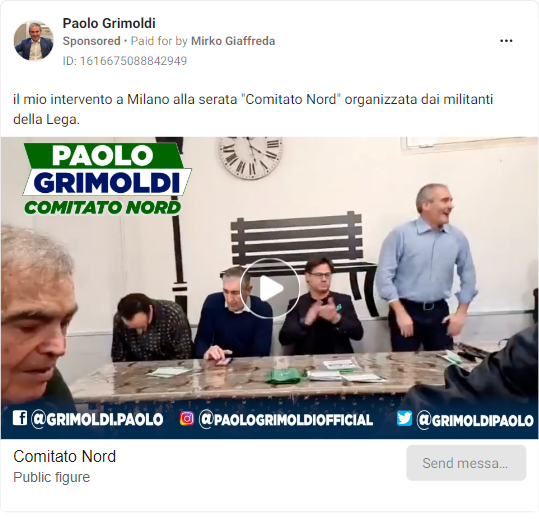 Paolo Grimoldi
Sponsored • Paid for by Mirko Giaffreda
ID: 1616675088842949
il mio intervento a Milano alla serata "Comitato Nord" organizzata dai militanti
della Lega.
PAOLO
GRIMOLDI
COMITATO NORD
@GRIMOLDI.PAOLO @PAOLOGRIMOLDIOFFICIAL @GRIMOLDIPAOLO
Comitato Nord
Public figure
Send messa...